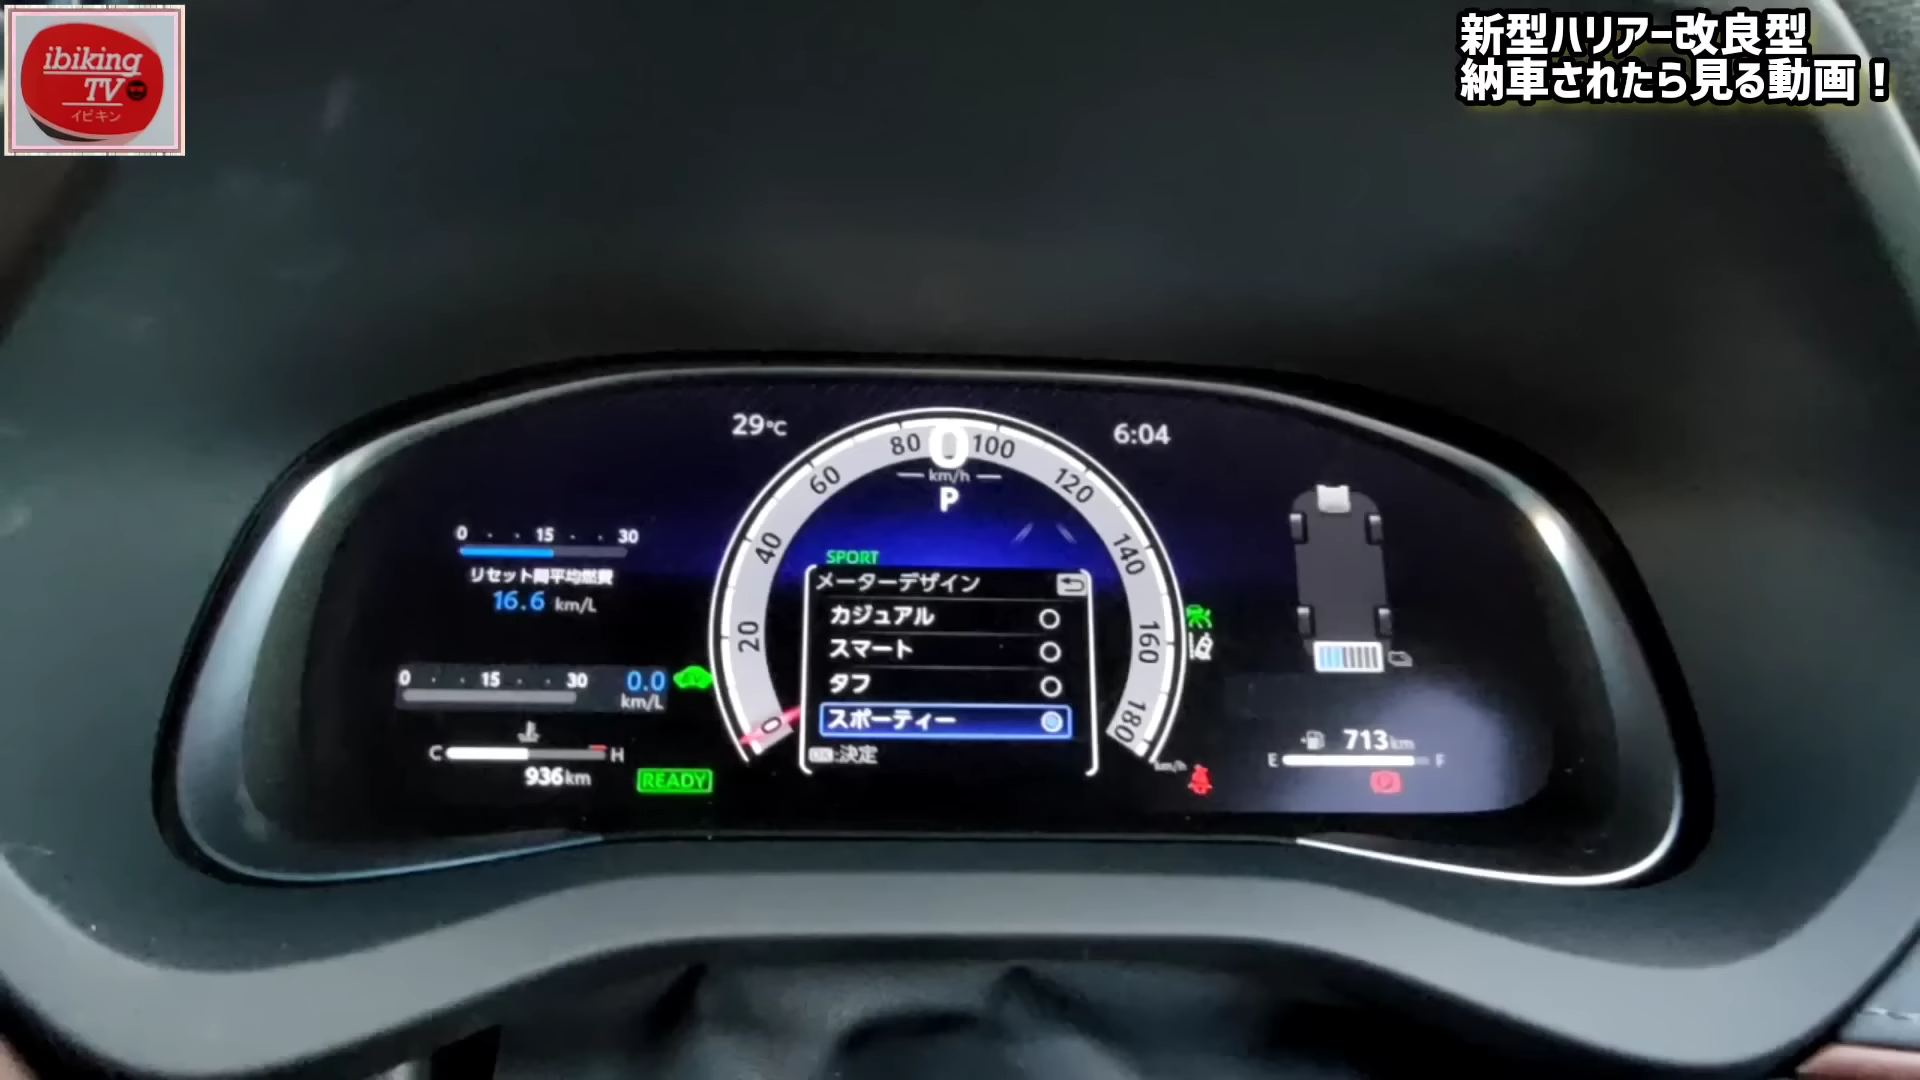 ibiking
TV
イビキン
新型ハリアー改良型
納車されたら見る動画！
29℃
6:04
0
km/h
P
0 20 40 60 80 100 120 140 160 180
km/h
0 15 30
リセット間平均燃費
16.6 km/L
0 15 30
0.0
km/L
EV
C H
936km
READY
SPORT
メーターデザイン
カジュアル
スマート
タフ
スポーティー
OK:決定
713km
E F
P